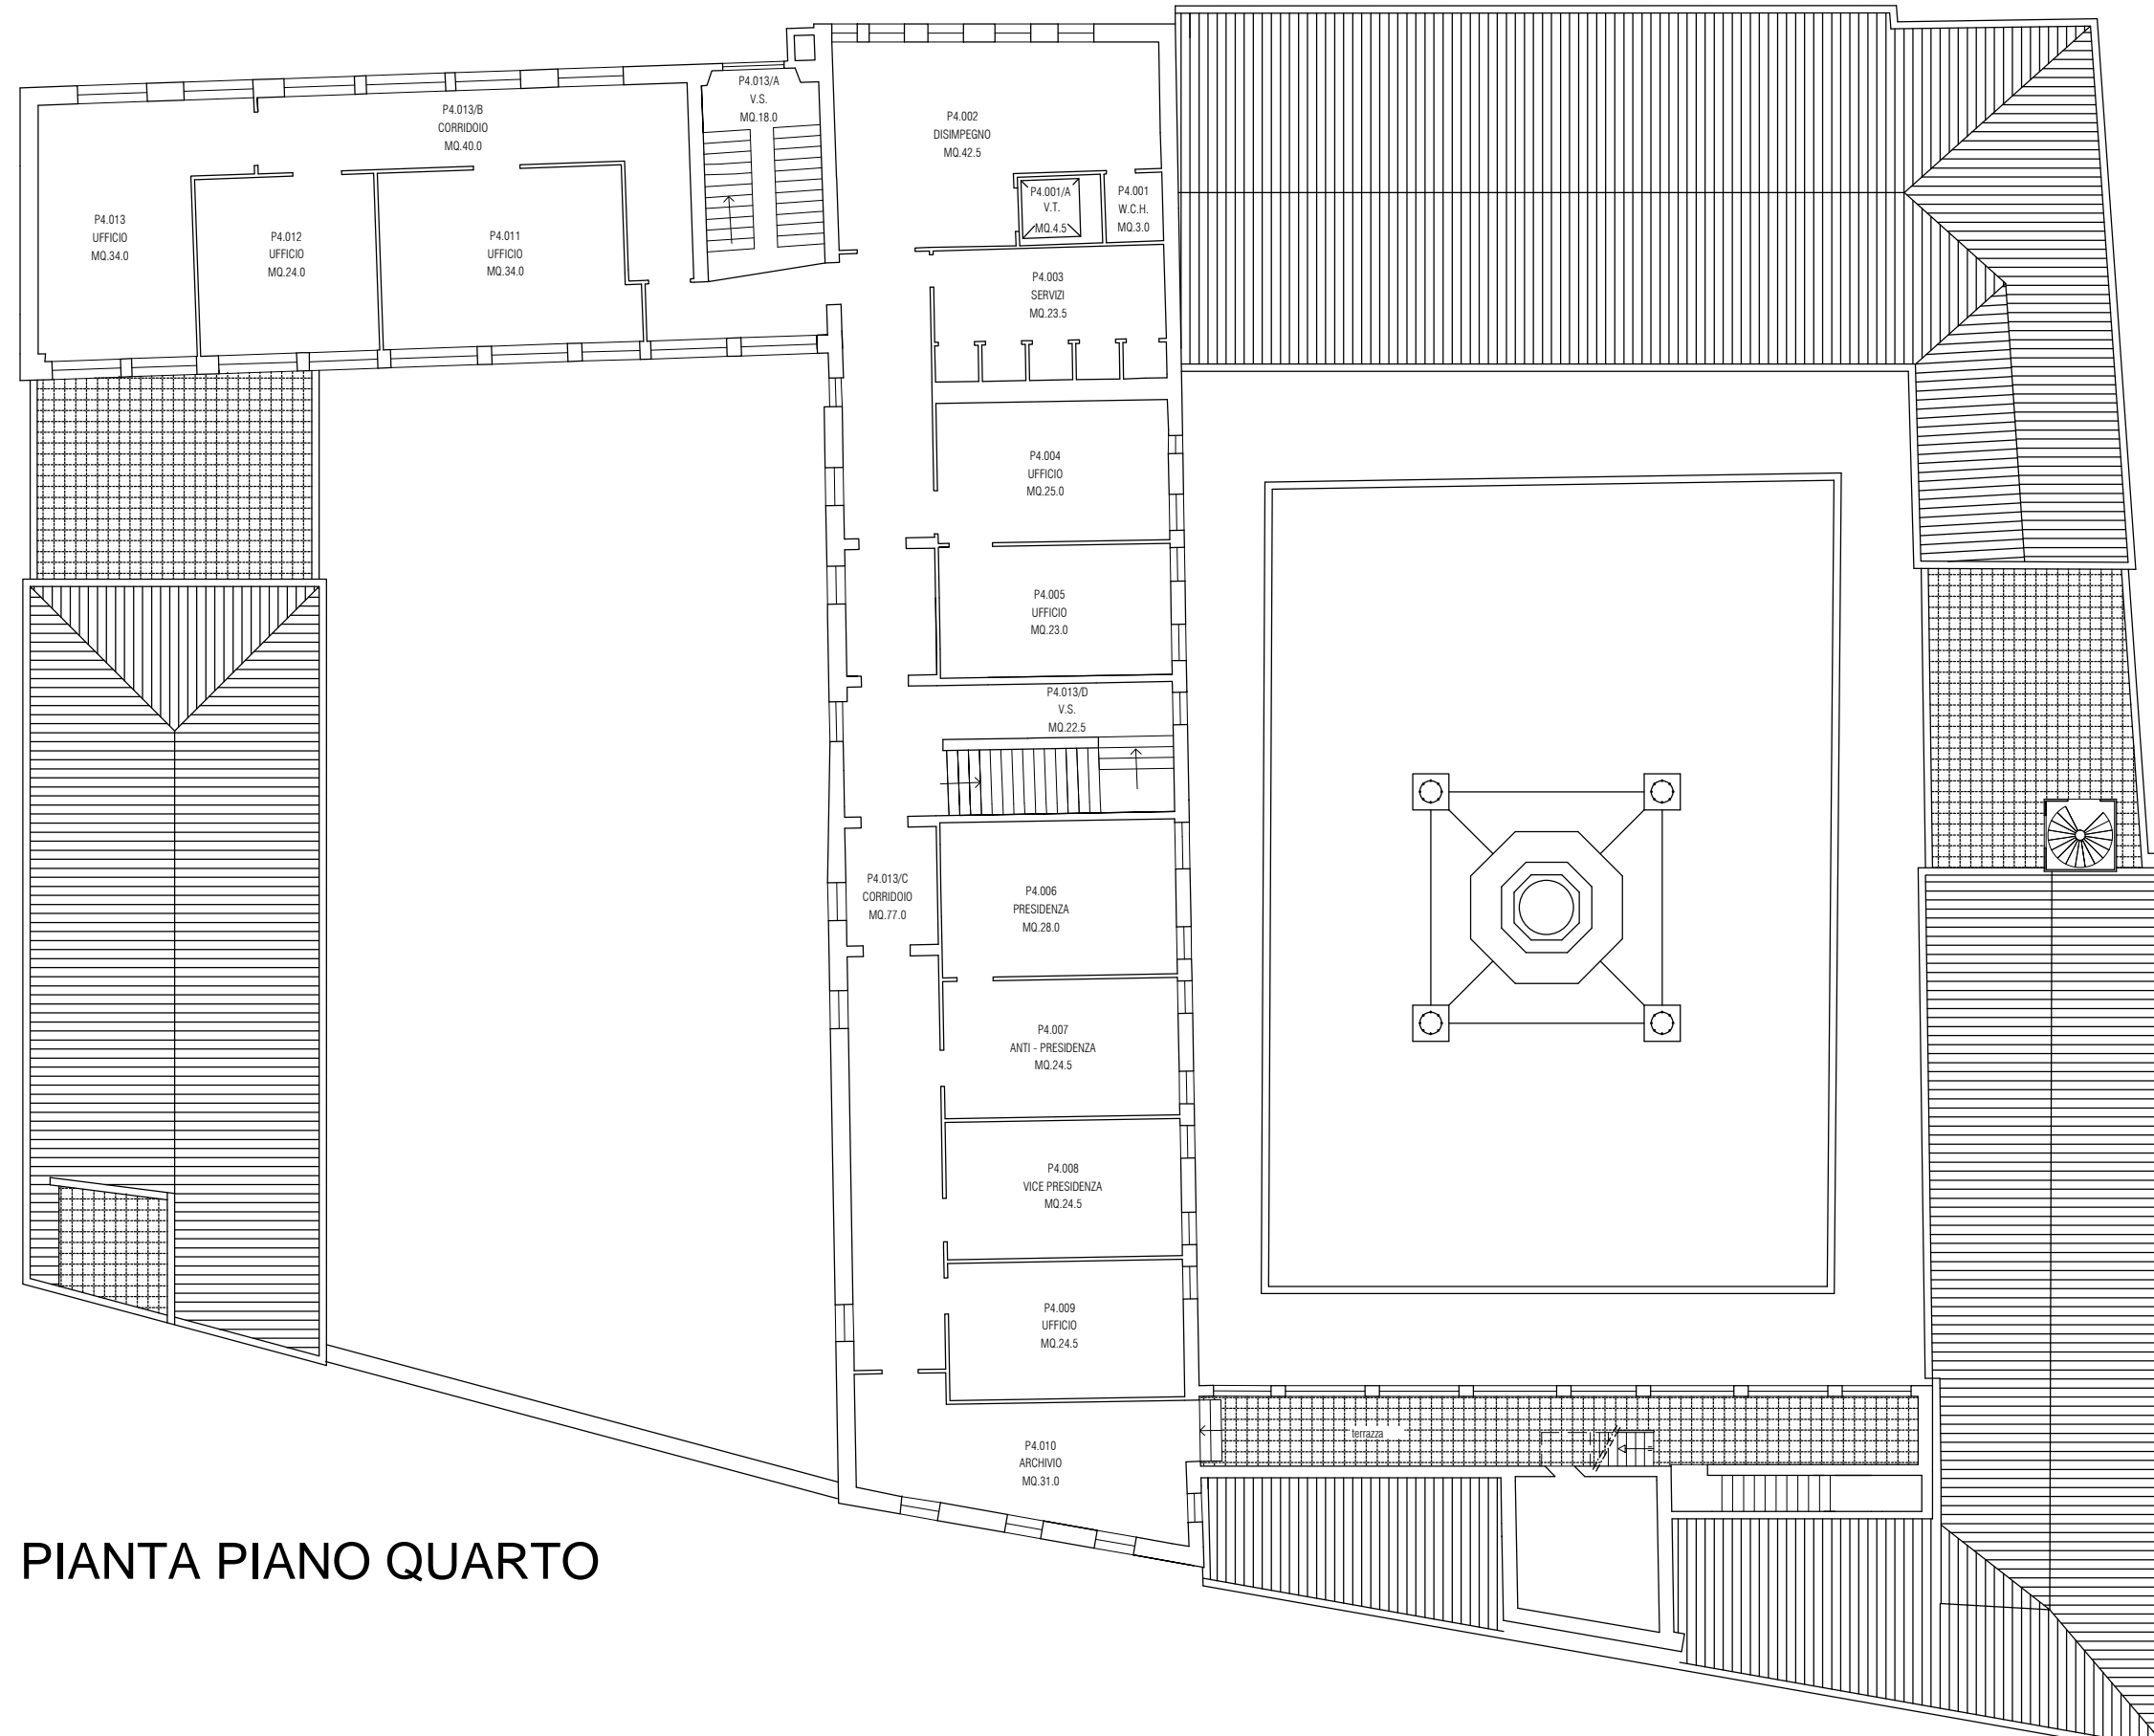 P4.013/A
V.S.
MQ.18.0
P4.013/B
CORRIDOIO
MQ.40.0
P4.002
DISIMPEGNO
MQ.42.5
P4.001/A
V.T.
MQ.4.5
P4.001
W.C.H.
MQ.3.0
P4.013
UFFICIO
MQ.34.0
P4.012
UFFICIO
MQ.24.0
P4.011
UFFICIO
MQ.34.0
P4.003
SERVIZI
MQ.23.5
P4.004
UFFICIO
MQ.25.0
P4.005
UFFICIO
MQ.23.0
P4.013/D
V.S.
MQ.22.5
P4.013/C
CORRIDOIO
MQ.77.0
P4.006
PRESIDENZA
MQ.28.0
P4.007
ANTI - PRESIDENZA
MQ.24.5
P4.008
VICE PRESIDENZA
MQ.24.5
P4.009
UFFICIO
MQ.24.5
terrazza
P4.010
ARCHIVIO
MQ.31.0
PIANTA PIANO QUARTO